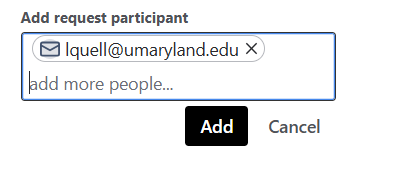 Add request participant
lquell@umaryland.edu
add more people...
Add Cancel